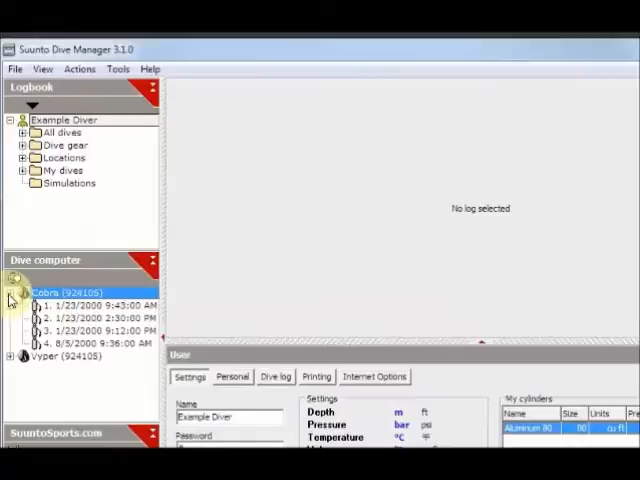 Suunto Dive Manager 3.1.0
File View Actions Tools Help
Logbook
Example Diver
All dives
Dive gear
Locations
My dives
Simulations
No log selected
Dive computer
Cobra (924105)
1. 1/23/2000 9:43:00 AM
2. 1/23/2000 2:30:00 PM
3. 1/23/2000 9:12:00 PM
4. 8/5/2000 9:36:00 AM
Vyper (924105)
SuuntoSports.com
User
Settings Personal Dive log Printing Internet Options
Name
Example Diver
Password
Settings
Depth m ft
Pressure bar psi
Temperature °C °F
My cylinders
Name Size Units Pre
Aluminum 80 80 cu ft